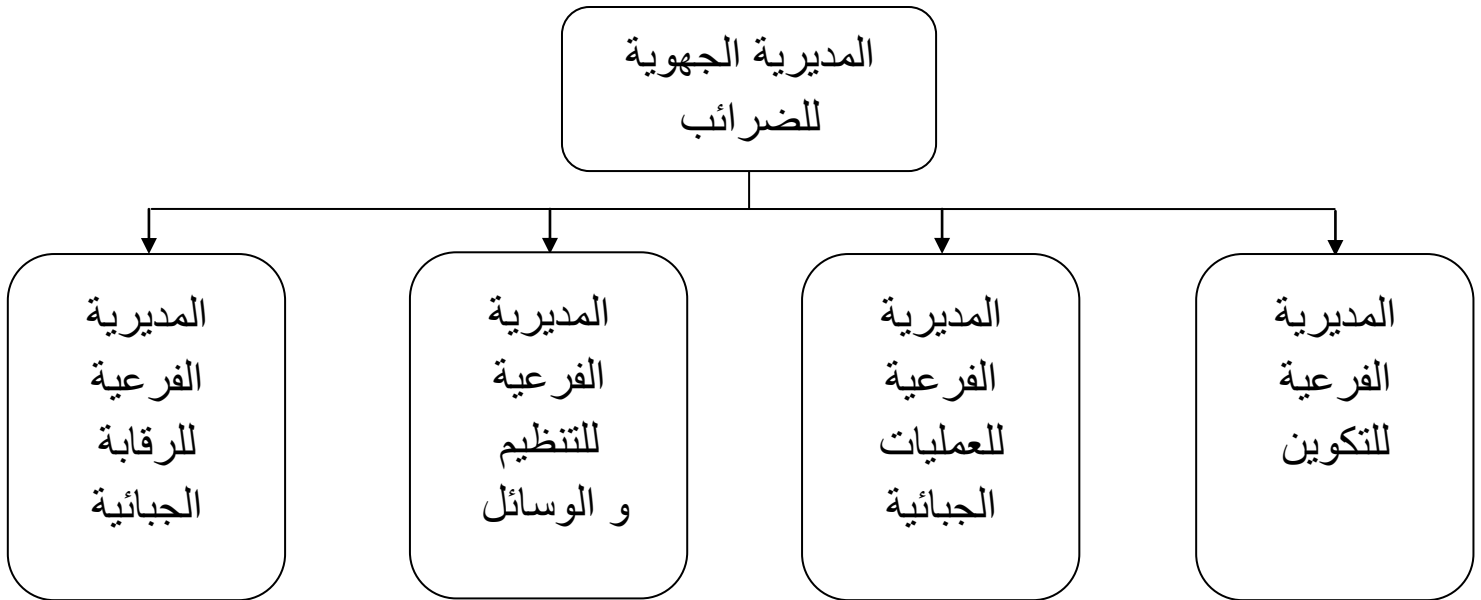 المديرية الجهوية
للضرائب
المديرية
الفرعية
للتكوين
المديرية
الفرعية
للعمليات
الجبائية
المديرية
الفرعية
للتنظيم
و الوسائل
المديرية
الفرعية
للرقابة
الجبائية